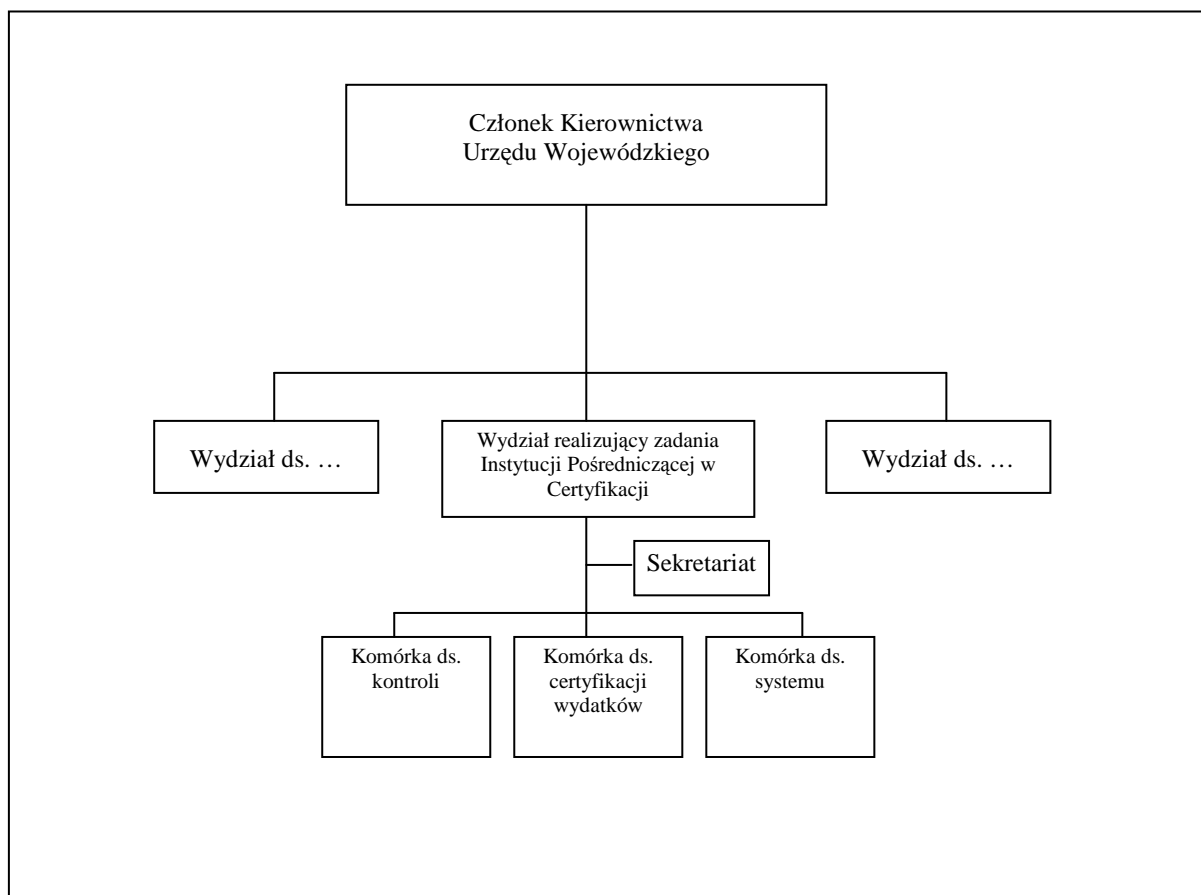 Członek Kierownictwa
Urzędu Wojewódzkiego
Wydział ds. …
Wydział realizujący zadania
Instytucji Pośredniczącej w
Certyfikacji
Wydział ds. …
Sekretariat
Komórka ds.
kontroli
Komórka ds.
certyfikacji
wydatków
Komórka ds.
systemu